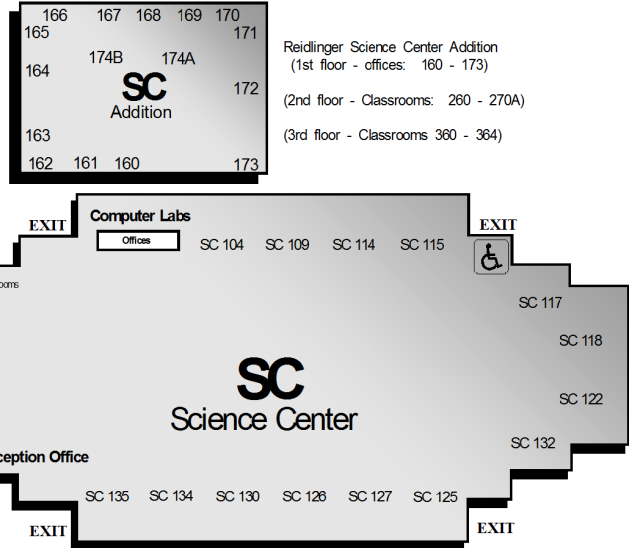 166 167 168 169 170
165 171
174B 174A
164
SC
172
Addition
163
162 161 160 173
Reidlinger Science Center Addition
(1st floor - offices: 160 - 173)
(2nd floor - Classrooms: 260 - 270A)
(3rd floor - Classrooms 360 - 364)
Computer Labs
EXIT EXIT
Offices
SC 104 SC 109 SC 114 SC 115
SC 117
SC 118
SC
SC 122
Science Center
SC 132
Office
SC 135 SC 134 SC 130 SC 126 SC 127 SC 125
EXIT EXIT